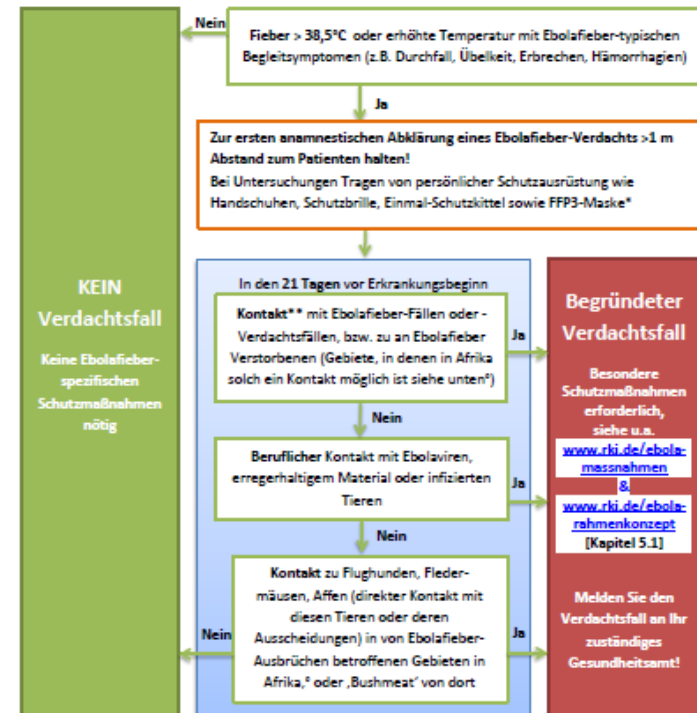 Nein
Fieber > 38,5°C oder erhöhte Temperatur mit Ebolafieber-typischen
Begleitsymptomen (z.B. Durchfall, Übelkeit, Erbrechen, Hämorrhagien)
Ja
Zur ersten anamnestischen Abklärung eines Ebolafieber-Verdachts >1 m
Abstand zum Patienten halten!
Bei Untersuchungen Tragen von persönlicher Schutzausrüstung wie
Handschuhen, Schutzbrille, Einmal-Schutzkittel sowie FFP3-Maske*
KEIN
Verdachtsfall
Keine Ebolafieber-
spezifischen
Schutzmaßnahmen
nötig
In den 21 Tagen vor Erkrankungsbeginn
Kontakt** mit Ebolafieber-Fällen oder -
Verdachtsfällen, bzw. zu an Ebolafieber
Verstorbenen (Gebiete, in denen in Afrika
solch ein Kontakt möglich ist siehe unten°)
Ja
Nein
Beruflicher Kontakt mit Ebolaviren,
erregerhaltigem Material oder infizierten
Tieren
Ja
Nein
Kontakt zu Flughunden, Fleder-
mäusen, Affen (direkter Kontakt mit
diesen Tieren oder deren
Ausscheidungen) in von Ebolafieber-
Ausbrüchen betroffenen Gebieten in
Afrika,° oder ‚Bushmeat' von dort
Nein
Ja
Begründeter
Verdachtsfall
Besondere
Schutzmaßnahmen
erforderlich,
siehe u.a.
www.rki.de/ebola-
massnahmen
&
www.rki.de/ebola-
rahmenkonzept
[Kapitel 5.1]
Melden Sie den
Verdachtsfall an Ihr
zuständiges
Gesundheitsamt!